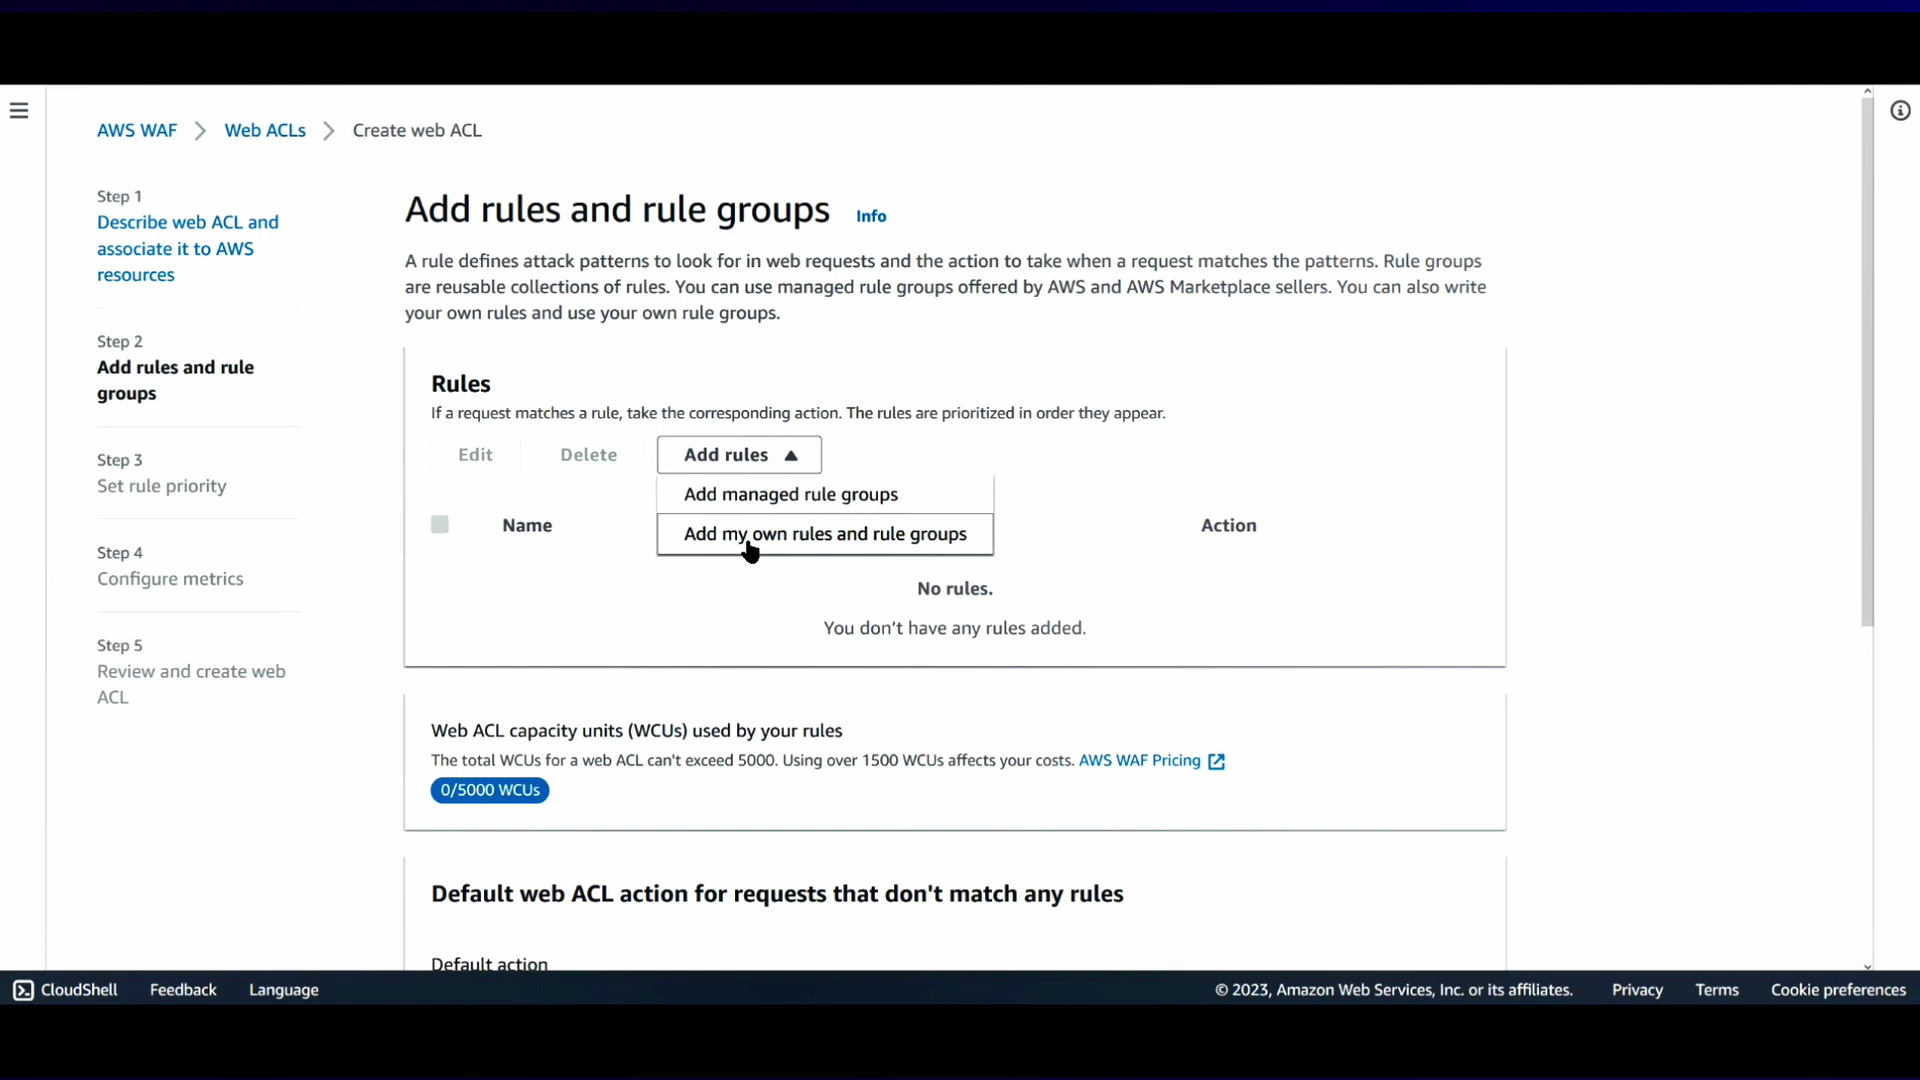 AWS WAF > Web ACLs > Create web ACL
Step 1
Describe web ACL and
associate it to AWS
resources
Step 2
Add rules and rule
groups
Step 3
Set rule priority
Step 4
Configure metrics
Step 5
Review and create web
ACL
Add rules and rule groups Info
A rule defines attack patterns to look for in web requests and the action to take when a request matches the patterns. Rule groups
are reusable collections of rules. You can use managed rule groups offered by AWS and AWS Marketplace sellers. You can also write
your own rules and use your own rule groups.
Rules
If a request matches a rule, take the corresponding action. The rules are prioritized in order they appear.
Edit Delete Add rules
Add managed rule groups
Add my own rules and rule groups
Name Action
No rules.
You don't have any rules added.
Web ACL capacity units (WCUs) used by your rules
The total WCUs for a web ACL can't exceed 5000. Using over 1500 WCUs affects your costs. AWS WAF Pricing
0/5000 WCUs
Default web ACL action for requests that don't match any rules
Default action
CloudShell Feedback Language © 2023, Amazon Web Services, Inc. or its affiliates. Privacy Terms Cookie preferences